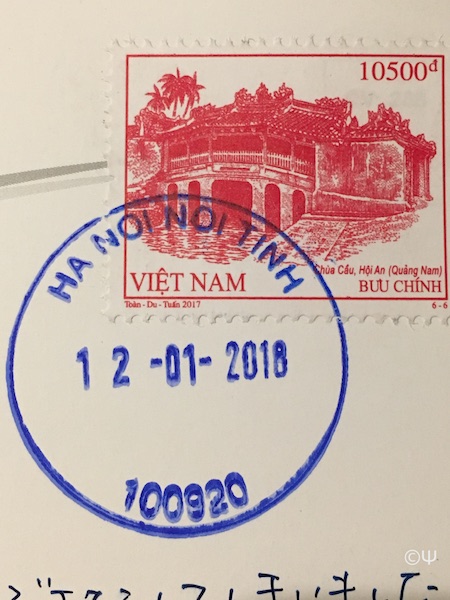 10500đ
Chùa Cầu, Hội An (Quảng Nam)
VIỆT NAM
BƯU CHÍNH
Toàn - Du - Tuấn 2017
6 - 6
HA NOI NOI TINH
12-01-2018
100920
©Ψ